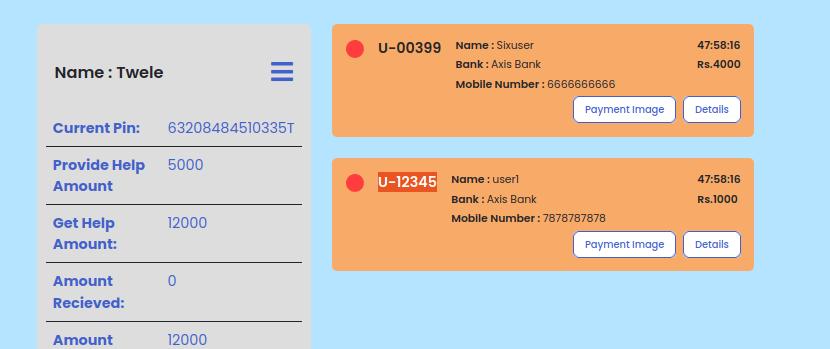 Name : Twele
Current Pin: 63208484510335T
Provide Help 5000
Amount
Get Help 12000
Amount:
Amount 0
Recieved:
Amount 12000
U-00399
Name : Sixuser 47:58:16
Bank : Axis Bank Rs.4000
Mobile Number : 6666666666
Payment Image Details
U-12345
Name : user1 47:58:16
Bank : Axis Bank Rs.1000
Mobile Number : 7878787878
Payment Image Details